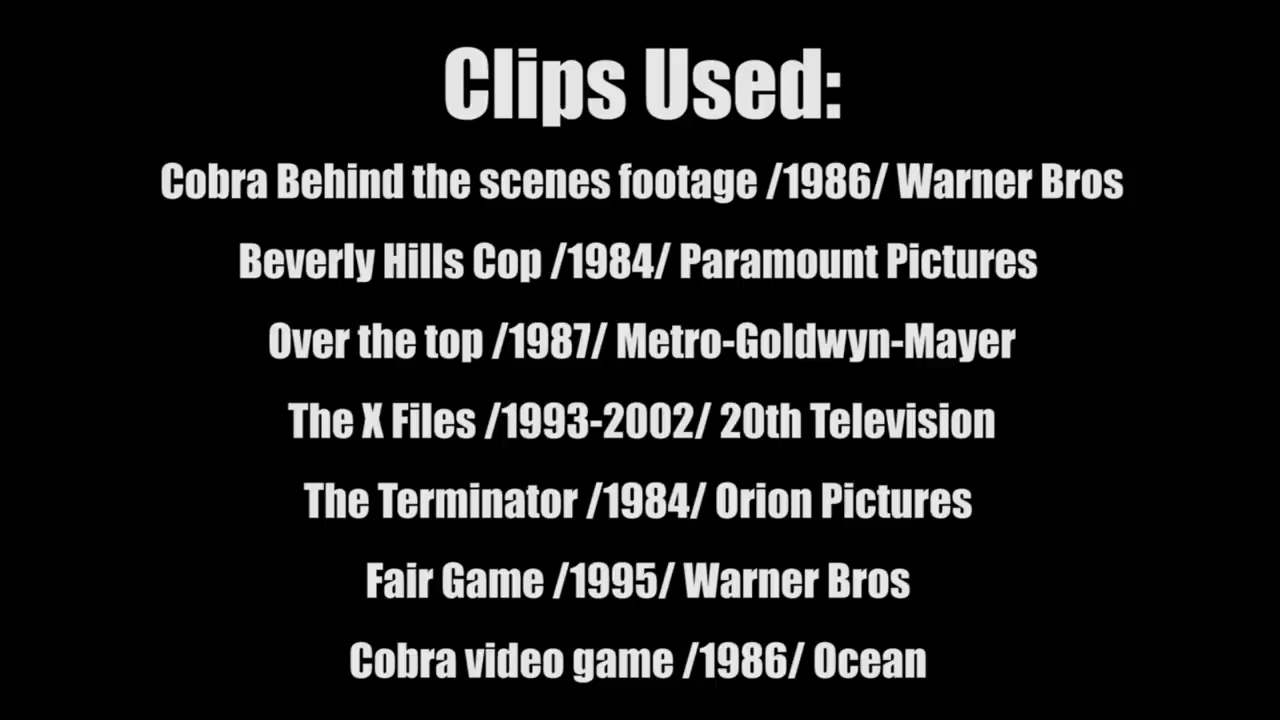 Clips Used:
Cobra Behind the scenes footage /1986/ Warner Bros
Beverly Hills Cop /1984/ Paramount Pictures
Over the top /1987/ Metro-Goldwyn-Mayer
The X Files /1993-2002/ 20th Television
The Terminator /1984/ Orion Pictures
Fair Game /1995/ Warner Bros
Cobra video game /1986/ Ocean